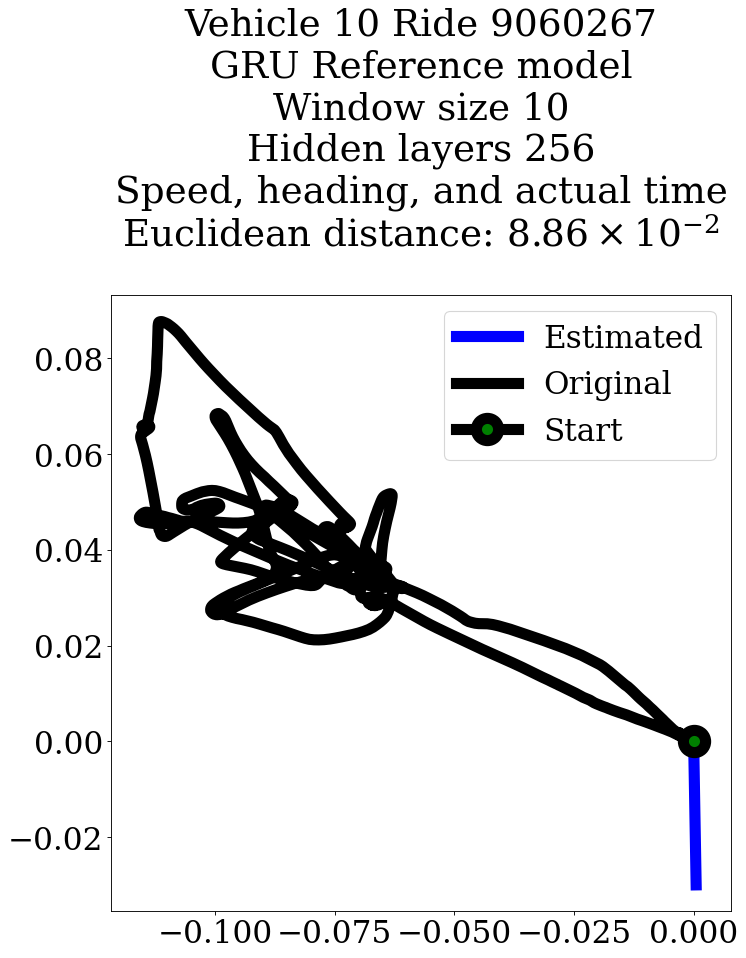 Vehicle 10 Ride 9060267
GRU Reference model
Window size 10
Hidden layers 256
Speed, heading, and actual time
Euclidean distance: 8.86 × 10⁻²
Estimated
Original
Start
0.08
0.06
0.04
0.02
0.00
−0.02
−0.100 −0.075 −0.050 −0.025 0.000